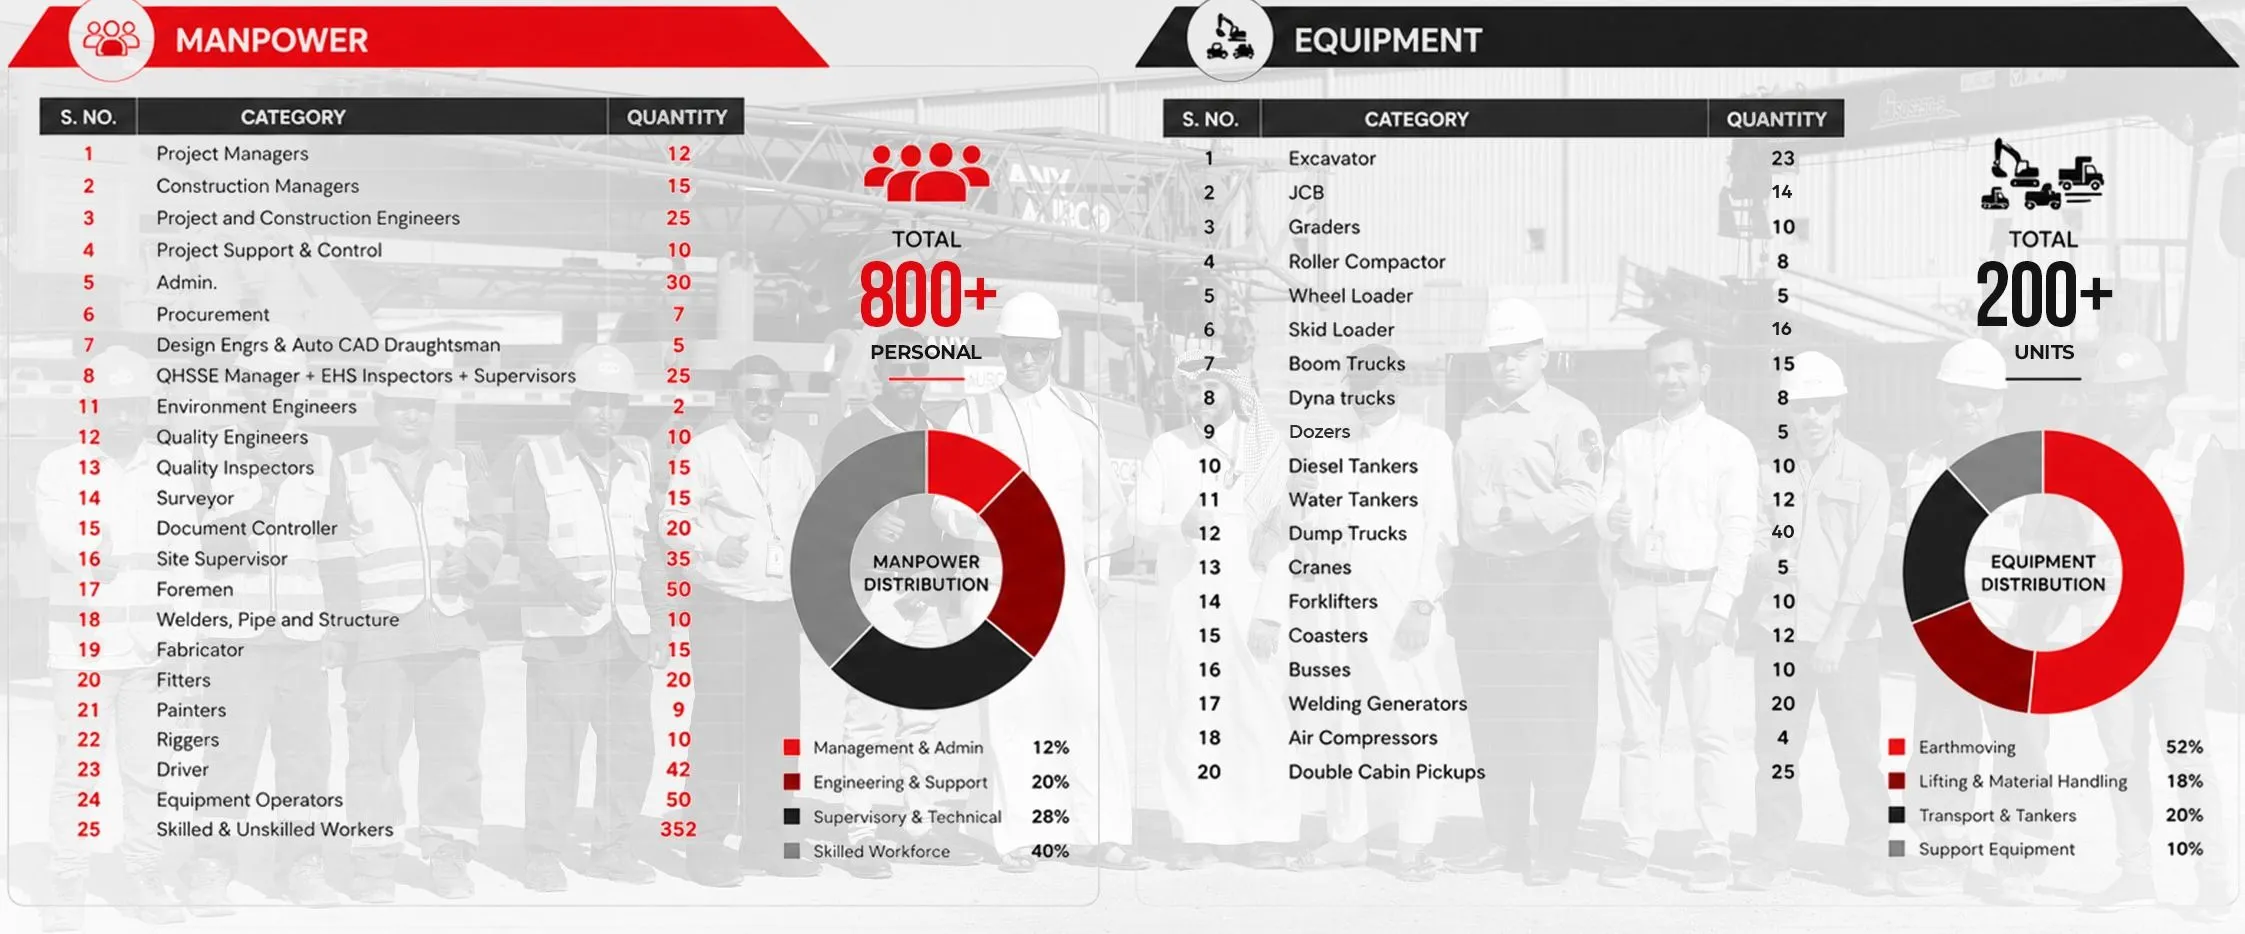 MANPOWER
S. NO. CATEGORY QUANTITY
1 Project Managers 12
2 Construction Managers 15
3 Project and Construction Engineers 25
4 Project Support & Control 10
5 Admin. 30
6 Procurement 7
7 Design Engrs & Auto CAD Draughtsman 5
8 QHSSE Manager + EHS Inspectors + Supervisors 25
11 Environment Engineers 2
12 Quality Engineers 10
13 Quality Inspectors 15
14 Surveyor 15
15 Document Controller 20
16 Site Supervisor 35
17 Foremen 50
18 Welders, Pipe and Structure 10
19 Fabricator 15
20 Fitters 20
21 Painters 9
22 Riggers 10
23 Driver 42
24 Equipment Operators 50
25 Skilled & Unskilled Workers 352
TOTAL
800+
PERSONAL
MANPOWER
DISTRIBUTION
Management & Admin 12%
Engineering & Support 20%
Supervisory & Technical 28%
Skilled Workforce 40%
EQUIPMENT
S. NO. CATEGORY QUANTITY
1 Excavator 23
2 JCB 14
3 Graders 10
4 Roller Compactor 8
5 Wheel Loader 5
6 Skid Loader 16
7 Boom Trucks 15
8 Dyna trucks 8
9 Dozers 5
10 Diesel Tankers 10
11 Water Tankers 12
12 Dump Trucks 40
13 Cranes 5
14 Forklifters 10
15 Coasters 12
16 Busses 10
17 Welding Generators 20
18 Air Compressors 4
20 Double Cabin Pickups 25
TOTAL
200+
UNITS
EQUIPMENT
DISTRIBUTION
Earthmoving 52%
Lifting & Material Handling 18%
Transport & Tankers 20%
Support Equipment 10%